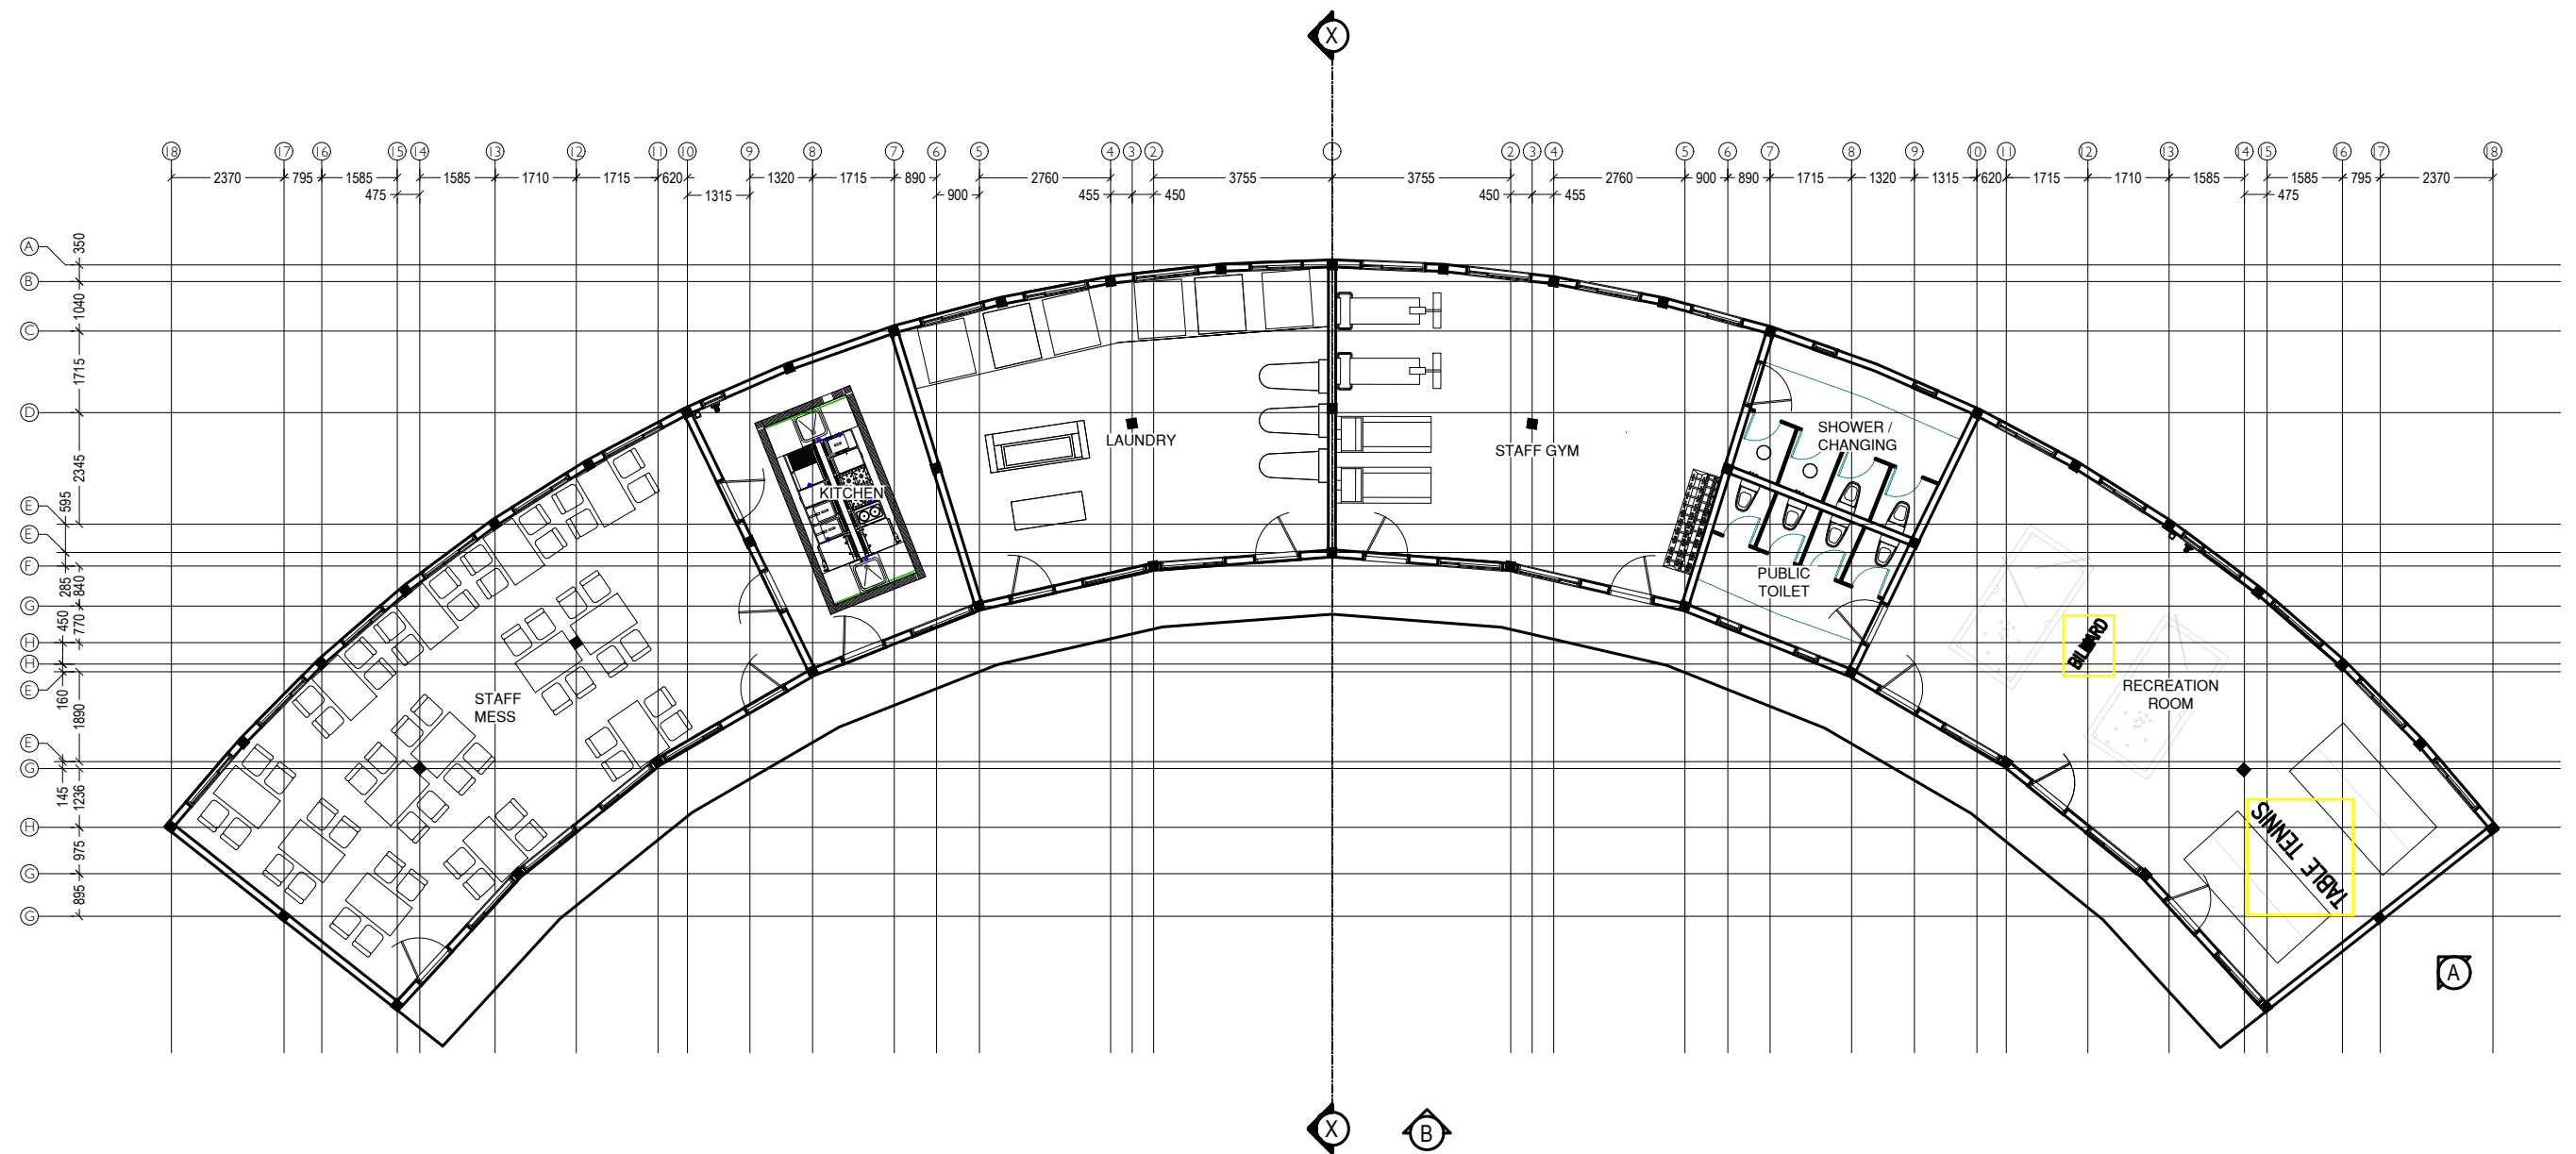 X
18 17 16 15 14 13 12 11 10 9 8 7 6 5 4 3 2 1 2 3 4 5 6 7 8 9 10 11 12 13 14 15 16 17 18
2370 795 1585 1585 1710 1715 620 1320 1715 890 2760 3755 3755 2760 900 890 1715 1320 1315 620 1715 1710 1585 1585 795 2370
475 1315 900 455 450 450 455 475
A
350
B
1040
C
1715
D
2345
E
595
E
F
285
840
G
450
770
H
H
E
160
1890
E
G
145
1236
H
975
G
895
G
LAUNDRY
STAFF GYM
SHOWER /
CHANGING
KITCHEN
PUBLIC
TOILET
BILIARD
RECREATION
ROOM
STAFF
MESS
TABLE TENNIS
A
X
B